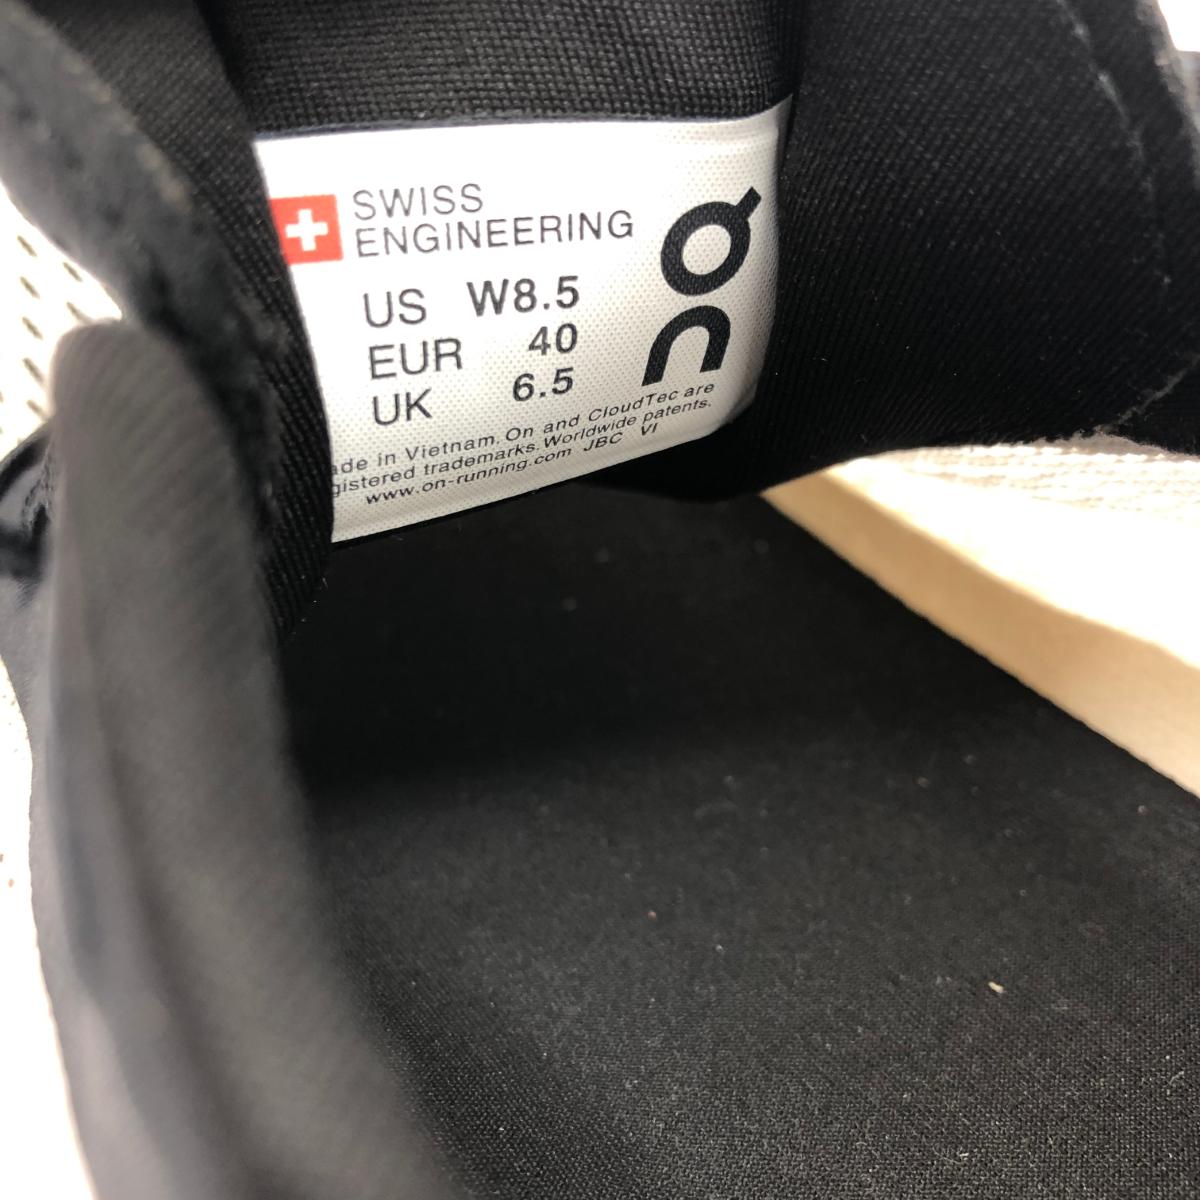 SWISS
ENGINEERING
On
US W8.5
EUR 40
UK 6.5
ade in Vietnam. On and CloudTec are
gistered trademarks. Worldwide patents.
www.on-running.com JBC VI